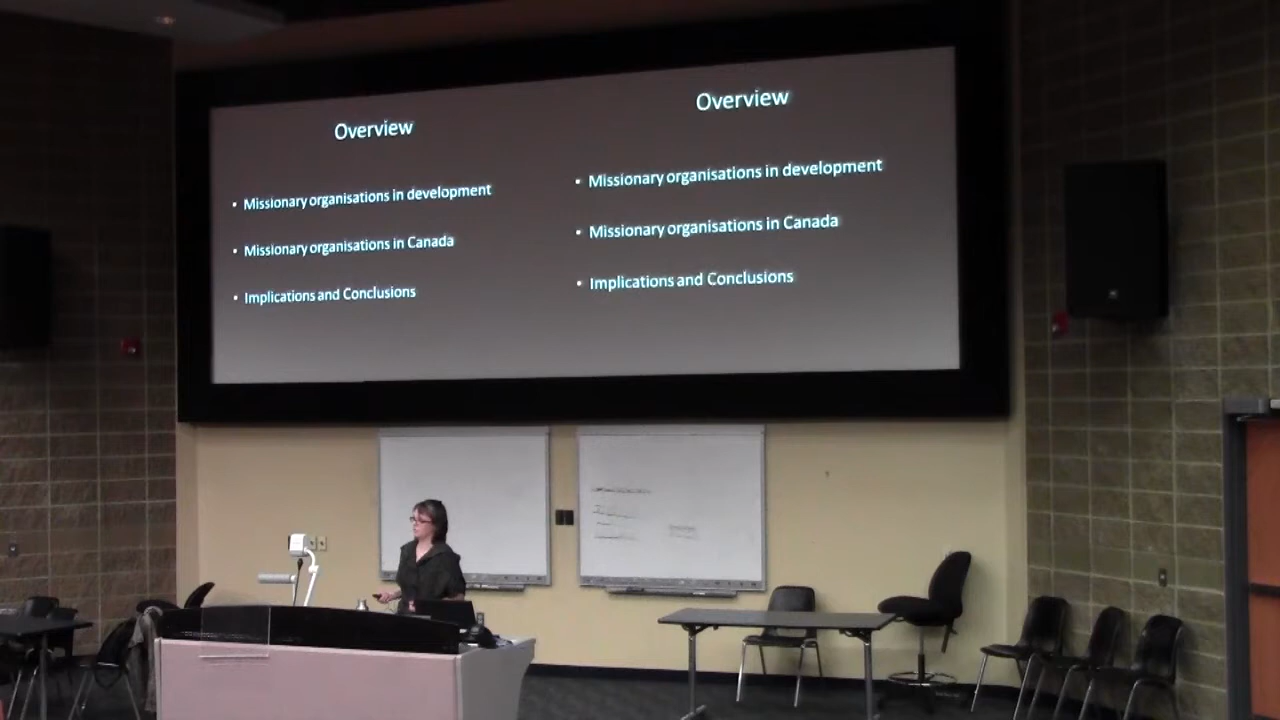 Overview
• Missionary organisations in development
• Missionary organisations in Canada
• Implications and Conclusions
Overview
• Missionary organisations in development
• Missionary organisations in Canada
• Implications and Conclusions